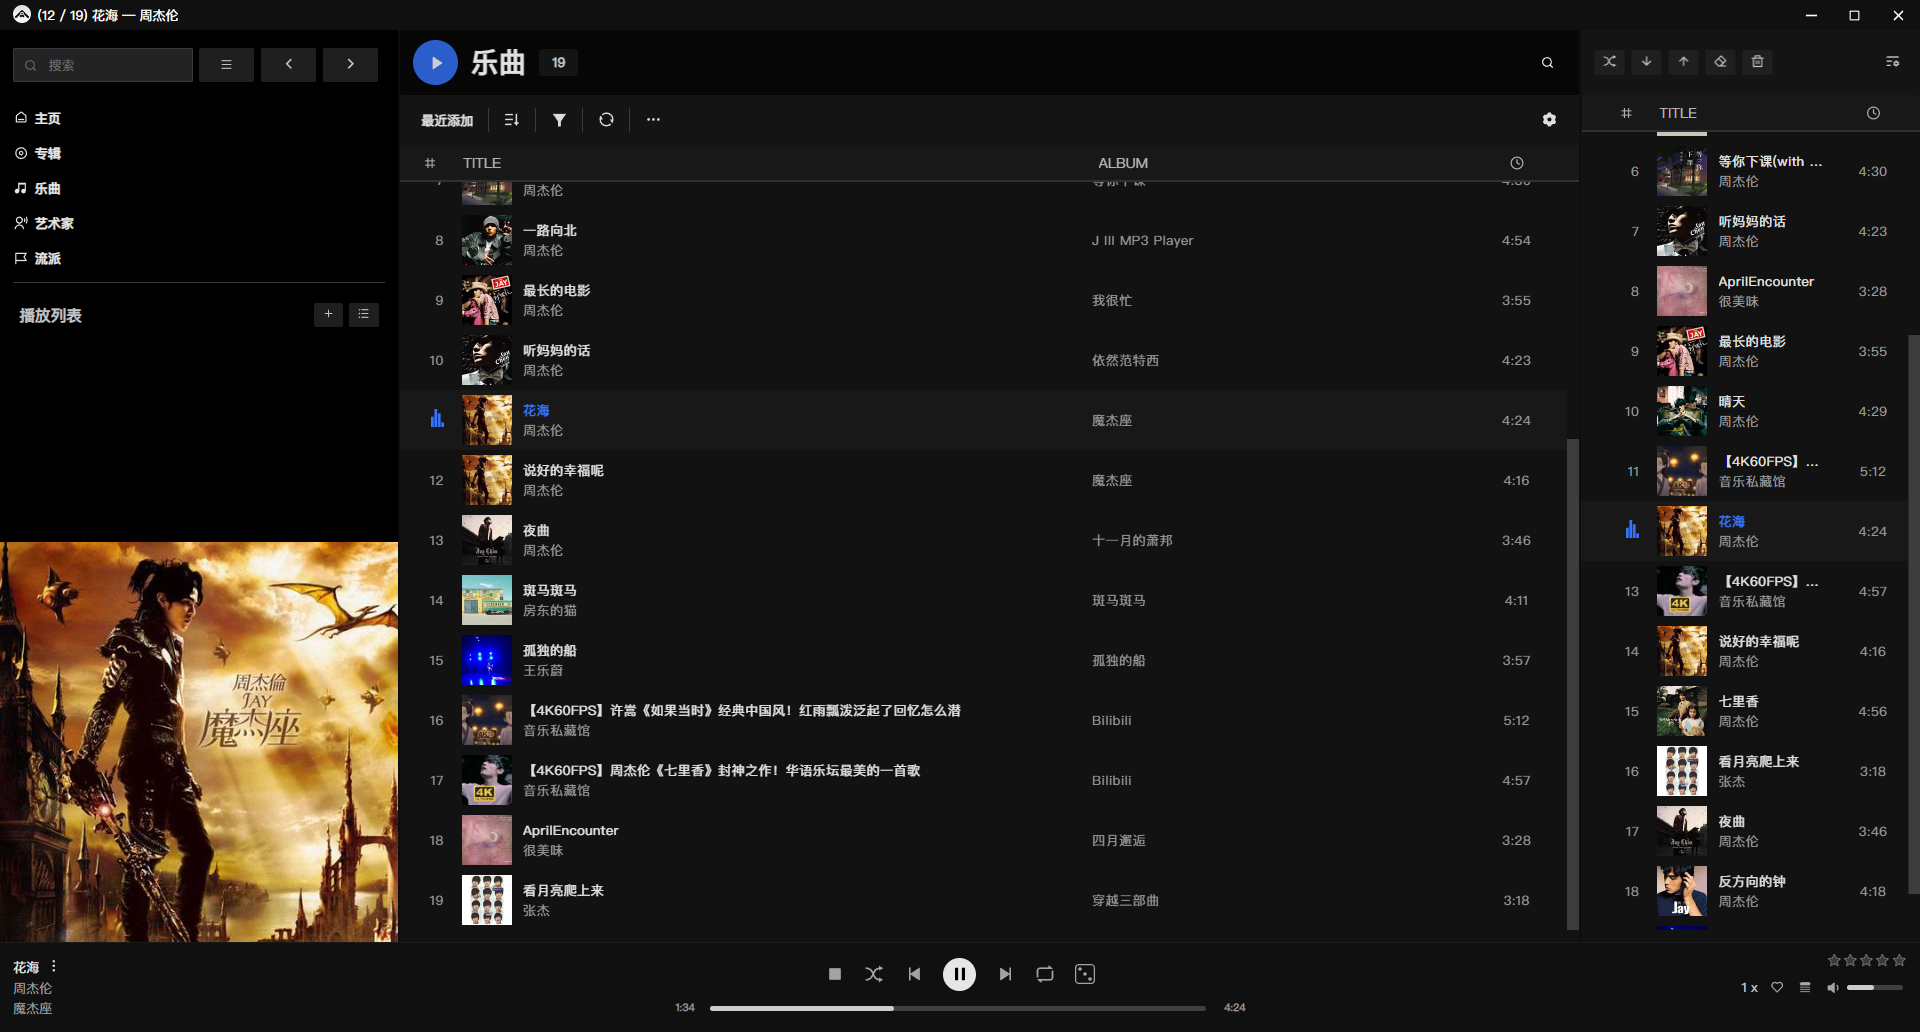 (12 / 19) 花海 — 周杰伦
搜索
主页
专辑
乐曲
艺术家
流派
播放列表
周杰倫
JAY
魔杰座
乐曲
19
最近添加
# TITLE ALBUM
周杰伦
等你下课
4:30
8 一路向北 周杰伦 J III MP3 Player 4:54
9 最长的电影 周杰伦 我很忙 3:55
10 听妈妈的话 周杰伦 依然范特西 4:23
花海 周杰伦 魔杰座 4:24
12 说好的幸福呢 周杰伦 魔杰座 4:16
13 夜曲 周杰伦 十一月的萧邦 3:46
14 斑马斑马 房东的猫 斑马斑马 4:11
15 孤独的船 王乐蔚 孤独的船 3:57
16 【4K60FPS】许嵩《如果当时》经典中国风！红雨瓢泼泛起了回忆怎么潜 音乐私藏馆 Bilibili 5:12
17 【4K60FPS】周杰伦《七里香》封神之作！华语乐坛最美的一首歌 音乐私藏馆 Bilibili 4:57
18 AprilEncounter 很美味 四月邂逅 3:28
19 看月亮爬上来 张杰 穿越三部曲 3:18
# TITLE
6 等你下课(with ... 周杰伦 4:30
7 听妈妈的话 周杰伦 4:23
8 AprilEncounter 很美味 3:28
9 最长的电影 周杰伦 3:55
10 晴天 周杰伦 4:29
11 【4K60FPS】... 音乐私藏馆 5:12
花海 周杰伦 4:24
13 【4K60FPS】... 音乐私藏馆 4:57
14 说好的幸福呢 周杰伦 4:16
15 七里香 周杰伦 4:56
16 看月亮爬上来 张杰 3:18
17 夜曲 周杰伦 3:46
18 反方向的钟 周杰伦 4:18
花海
周杰伦
魔杰座
1:34
4:24
1 x